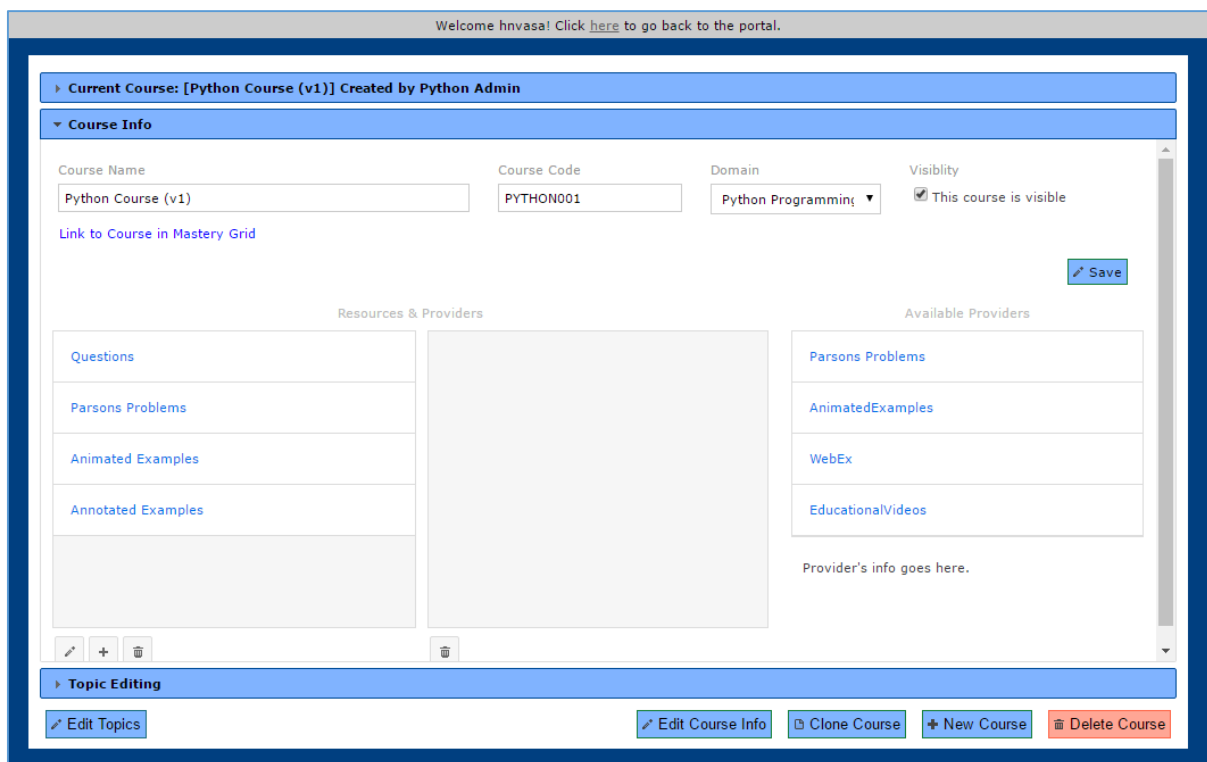 Welcome hnvasa! Click here to go back to the portal.
Current Course: [Python Course (v1)] Created by Python Admin
Course Info
Course Name Course Code Domain Visiblity
Python Course (v1) PYTHON001 Python Programming This course is visible
Link to Course in Mastery Grid
Save
Resources & Providers Available Providers
Questions Parsons Problems
Parsons Problems AnimatedExamples
Animated Examples WebEx
Annotated Examples EducationalVideos
Provider's info goes here.
Topic Editing
Edit Topics Edit Course Info Clone Course New Course Delete Course